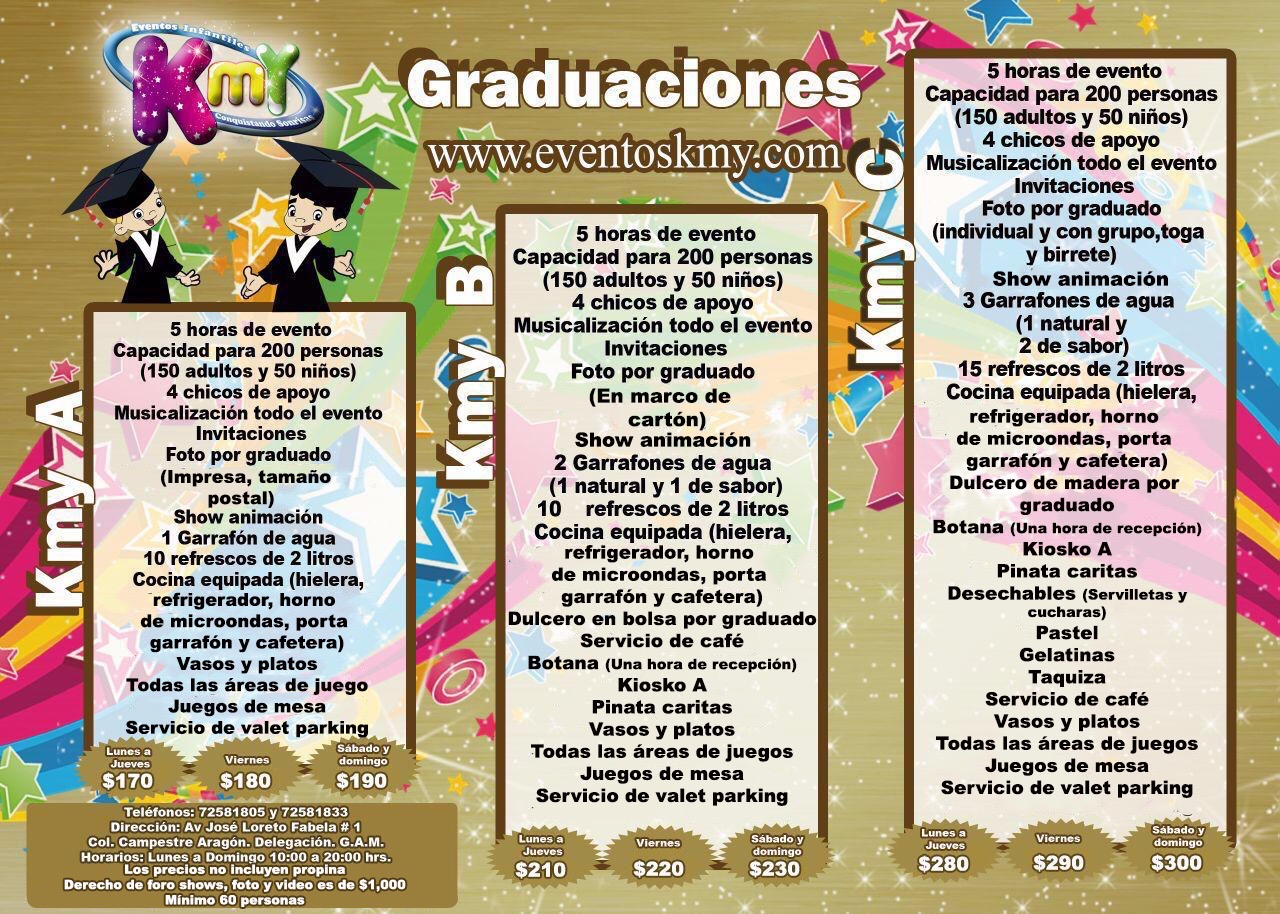 Eventos Infantiles
Kmy
Conquistando Sonrisas
Graduaciones
www.eventoskmy.com
Kmy A
5 horas de evento
Capacidad para 200 personas
(150 adultos y 50 niños)
4 chicos de apoyo
Musicalización todo el evento
Invitaciones
Foto por graduado
(Impresa, tamaño
postal)
Show animación
1 Garrafón de agua
10 refrescos de 2 litros
Cocina equipada (hielera,
refrigerador, horno
de microondas, porta
garrafón y cafetera)
Vasos y platos
Todas las áreas de juego
Juegos de mesa
Servicio de valet parking
Lunes a
Jueves
$170
Viernes
$180
Sábado y
domingo
$190
Teléfonos: 72581805 y 72581833
Dirección: Av José Loreto Fabela # 1
Col. Campestre Aragón. Delegación. G.A.M.
Horarios: Lunes a Domingo 10:00 a 20:00 hrs.
Los precios no incluyen propina
Derecho de foro shows, foto y video es de $1,000
Mínimo 60 personas
Kmy B
5 horas de evento
Capacidad para 200 personas
(150 adultos y 50 niños)
4 chicos de apoyo
Musicalización todo el evento
Invitaciones
Foto por graduado
(En marco de
cartón)
Show animación
2 Garrafones de agua
(1 natural y 1 de sabor)
10 refrescos de 2 litros
Cocina equipada (hielera,
refrigerador, horno
de microondas, porta
garrafón y cafetera)
Dulcero en bolsa por graduado
Servicio de café
Botana (Una hora de recepción)
Kiosko A
Pinata caritas
Vasos y platos
Todas las áreas de juegos
Juegos de mesa
Servicio de valet parking
Lunes a
Jueves
$210
Viernes
$220
Sábado y
domingo
$230
Kmy C
5 horas de evento
Capacidad para 200 personas
(150 adultos y 50 niños)
4 chicos de apoyo
Musicalización todo el evento
Invitaciones
Foto por graduado
(individual y con grupo,toga
y birrete)
Show animación
3 Garrafones de agua
(1 natural y
2 de sabor)
15 refrescos de 2 litros
Cocina equipada (hielera,
refrigerador, horno
de microondas, porta
garrafón y cafetera)
Dulcero de madera por
graduado
Botana (Una hora de recepción)
Kiosko A
Pinata caritas
Desechables (Servilletas y
cucharas)
Pastel
Gelatinas
Taquiza
Servicio de café
Vasos y platos
Todas las áreas de juegos
Juegos de mesa
Servicio de valet parking
Lunes a
Jueves
$280
Viernes
$290
Sábado y
domingo
$300